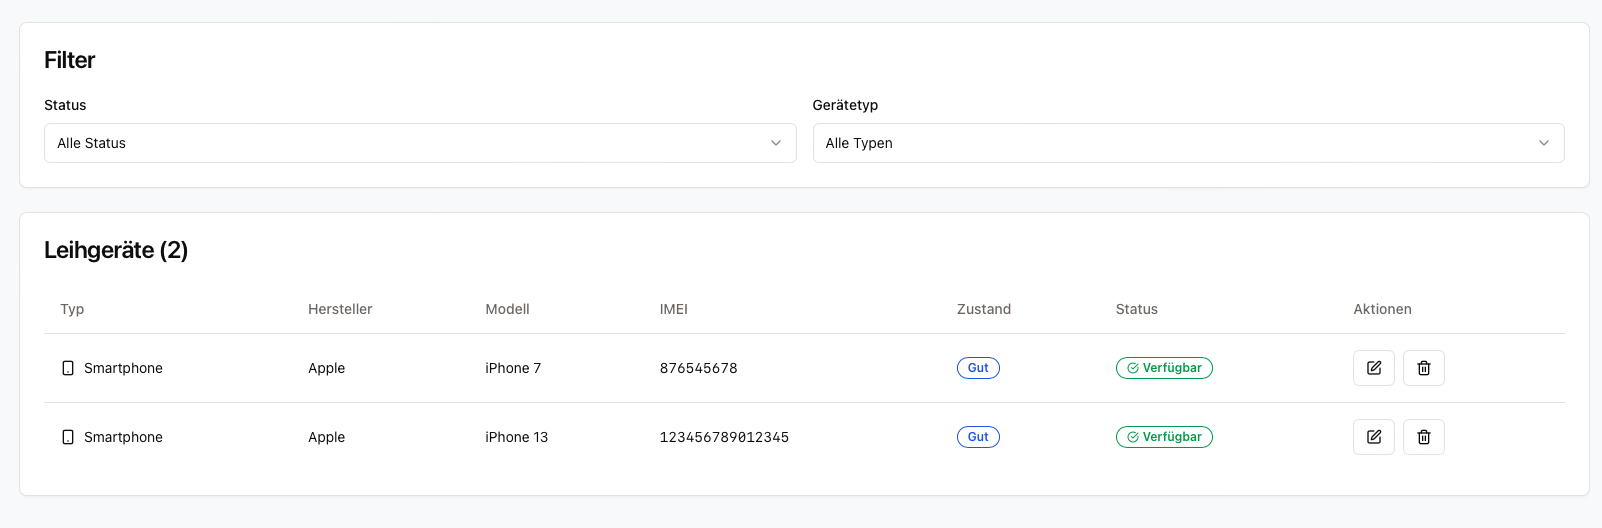 Filter
Status Gerätetyp
Alle Status Alle Typen
Leihgeräte (2)
Typ Hersteller Modell IMEI Zustand Status Aktionen
Smartphone Apple iPhone 7 876545678 Gut Verfügbar
Smartphone Apple iPhone 13 123456789012345 Gut Verfügbar